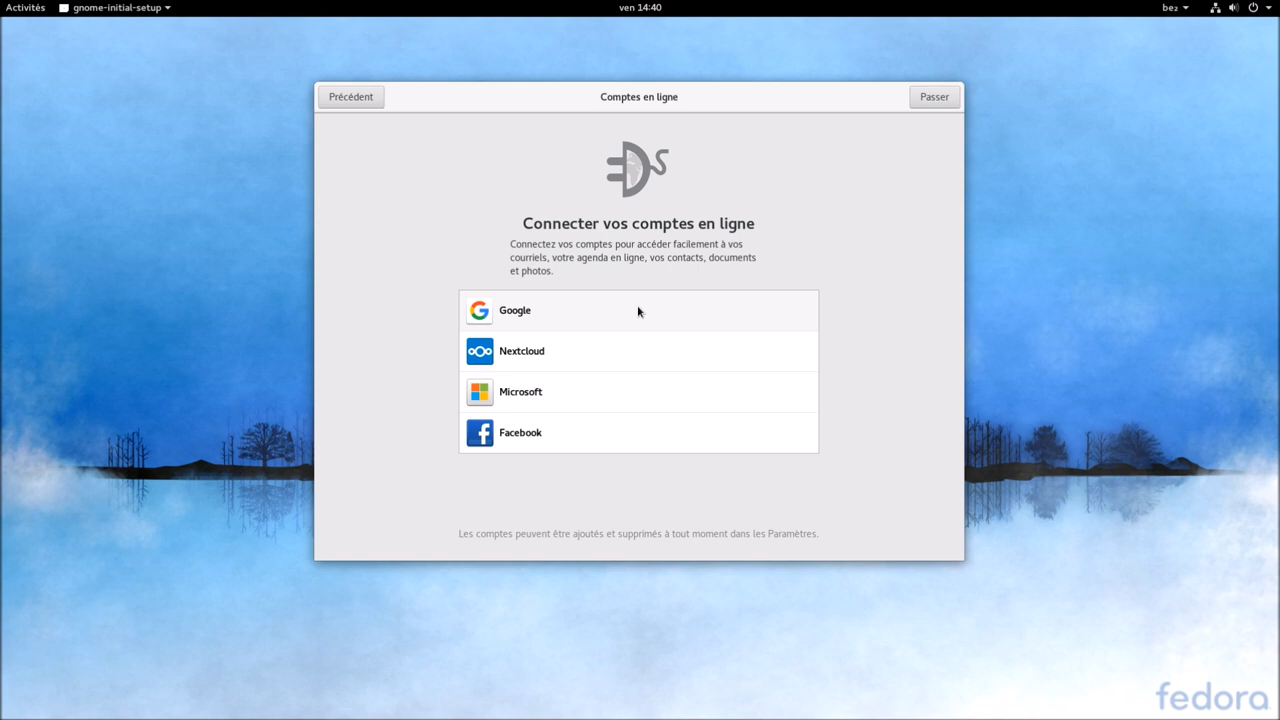 Activités gnome-initial-setup ven 14:40 be2
Précédent Comptes en ligne Passer
Connecter vos comptes en ligne
Connectez vos comptes pour accéder facilement à vos
courriels, votre agenda en ligne, vos contacts, documents
et photos.
Google
Nextcloud
Microsoft
Facebook
Les comptes peuvent être ajoutés et supprimés à tout moment dans les Paramètres.
fedora